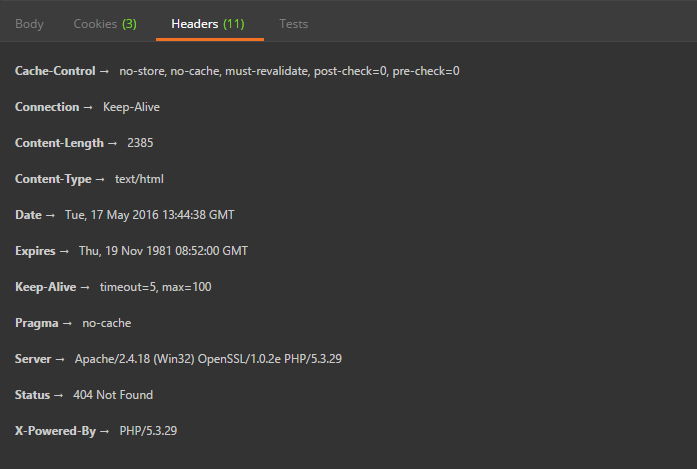 Body Cookies (3) Headers (11) Tests
Cache-Control → no-store, no-cache, must-revalidate, post-check=0, pre-check=0
Connection → Keep-Alive
Content-Length → 2385
Content-Type → text/html
Date → Tue, 17 May 2016 13:44:38 GMT
Expires → Thu, 19 Nov 1981 08:52:00 GMT
Keep-Alive → timeout=5, max=100
Pragma → no-cache
Server → Apache/2.4.18 (Win32) OpenSSL/1.0.2e PHP/5.3.29
Status → 404 Not Found
X-Powered-By → PHP/5.3.29